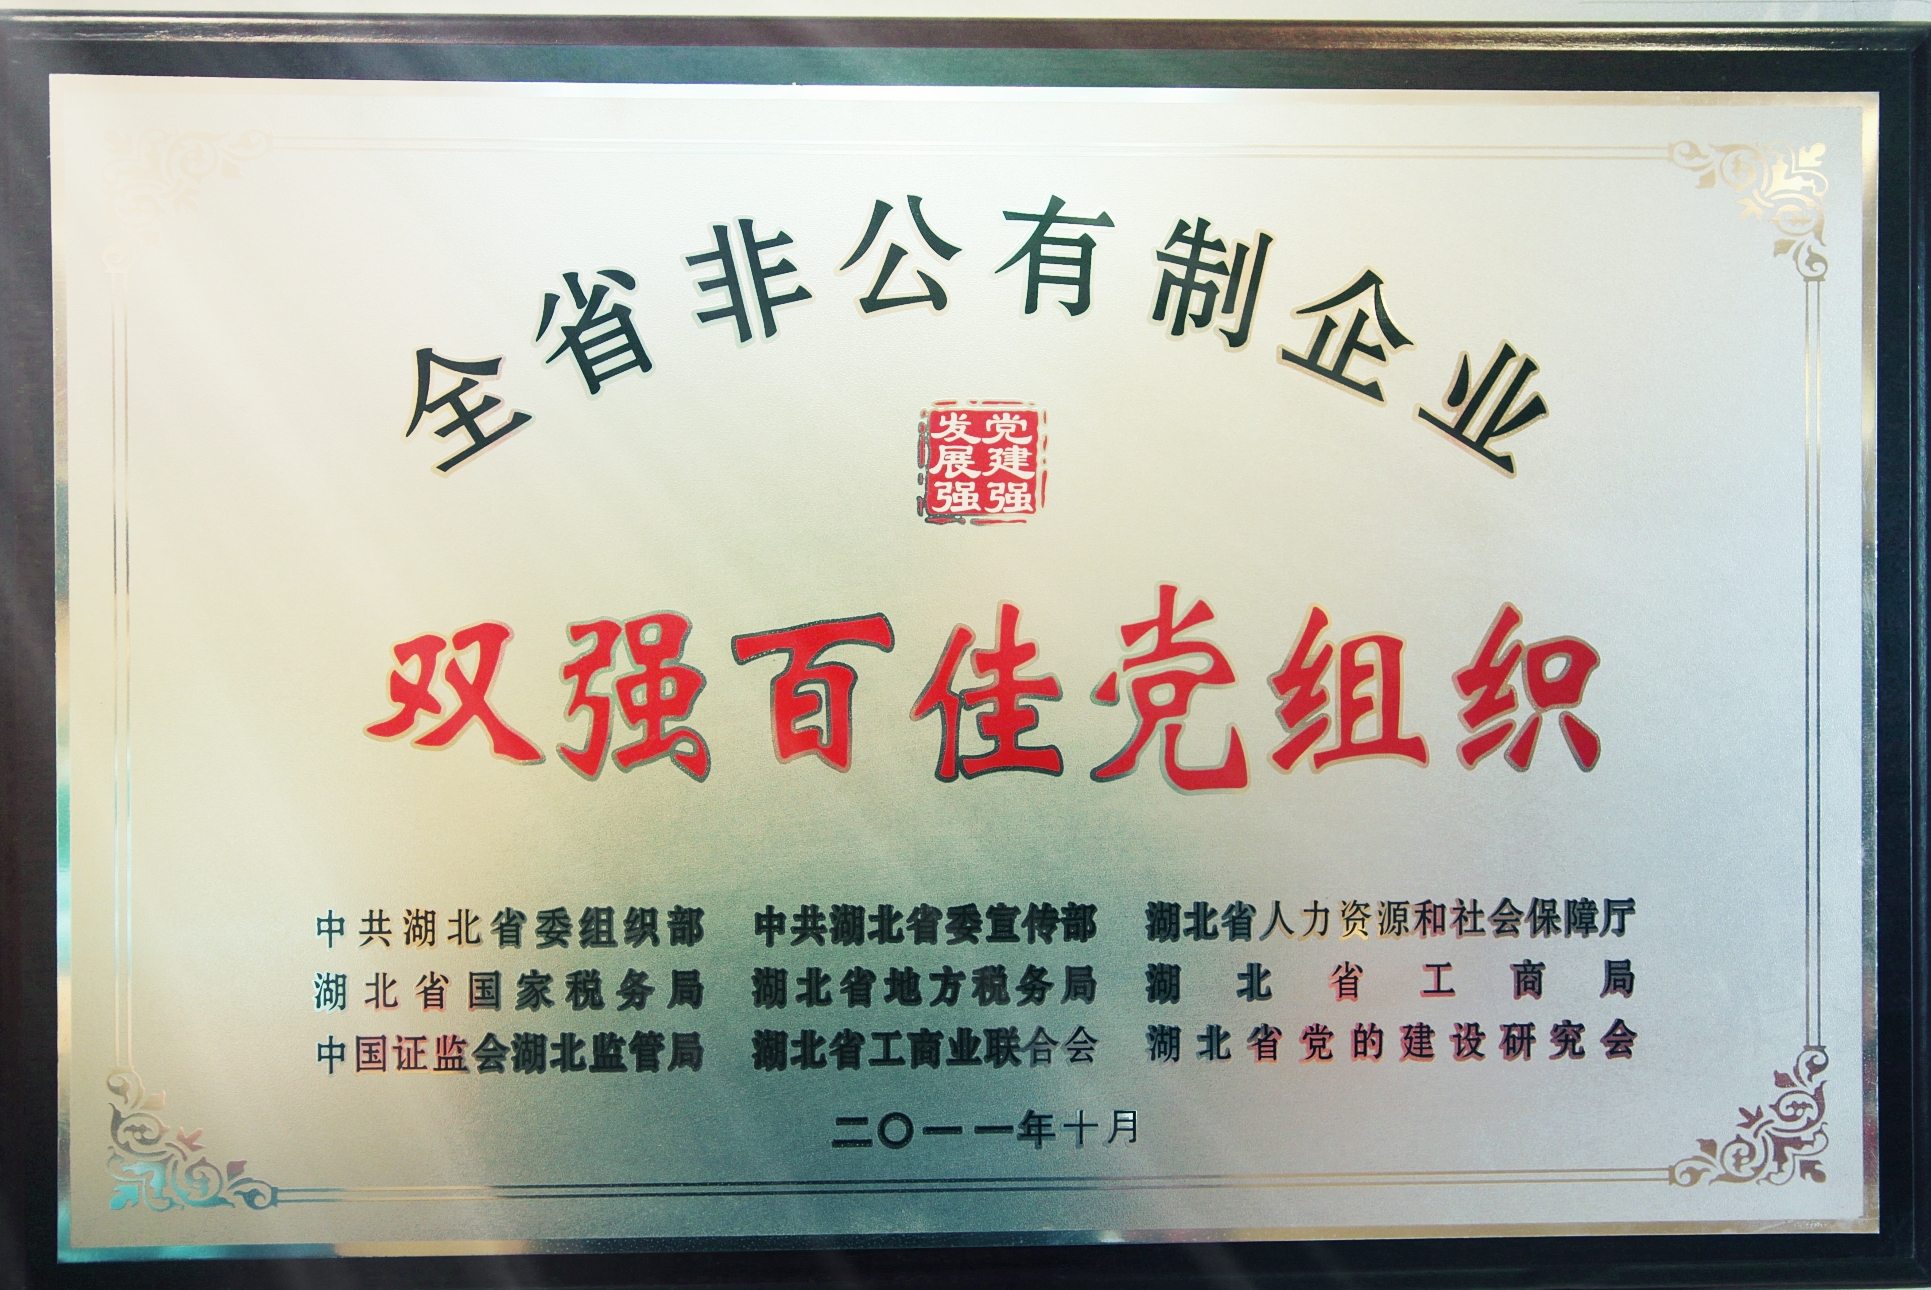 全省非公有制企业
党建强
发展强
双强百佳党组织
中共湖北省委组织部 中共湖北省委宣传部 湖北省人力资源和社会保障厅
湖北省国家税务局 湖北省地方税务局 湖北省工商局
中国证监会湖北监管局 湖北省工商业联合会 湖北省党的建设研究会
二〇一一年十月